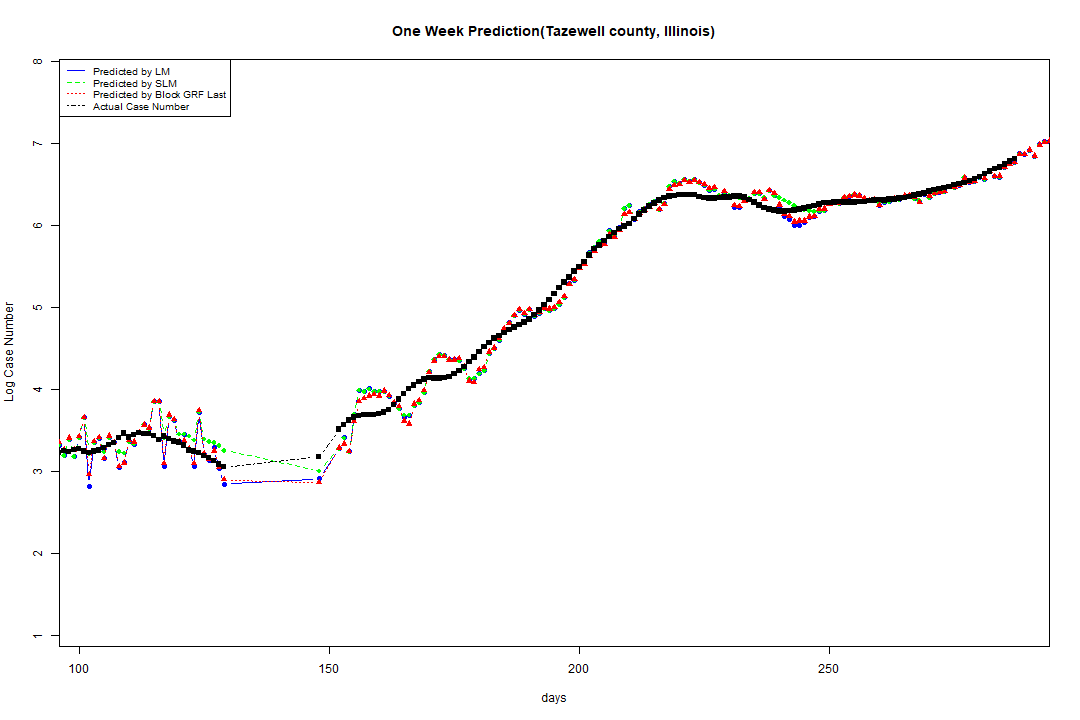 One Week Prediction(Tazewell county, Illinois)
Predicted by LM
Predicted by SLM
Predicted by Block GRF Last
Actual Case Number
8
7
6
5
4
3
2
1
Log Case Number
100 150 200 250
days